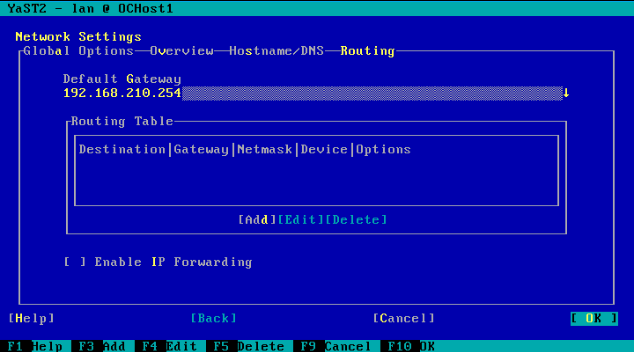 YaST2 - lan @ OCHost1
Network Settings
Global Options—Overview—Hostname/DNS—Routing
Default Gateway
192.168.210.254
Routing Table
Destination|Gateway|Netmask|Device|Options
[Add][Edit][Delete]
[ ] Enable IP Forwarding
[Help] [Back] [Cancel] [ OK ]
F1 Help F3 Add F4 Edit F5 Delete F9 Cancel F10 OK